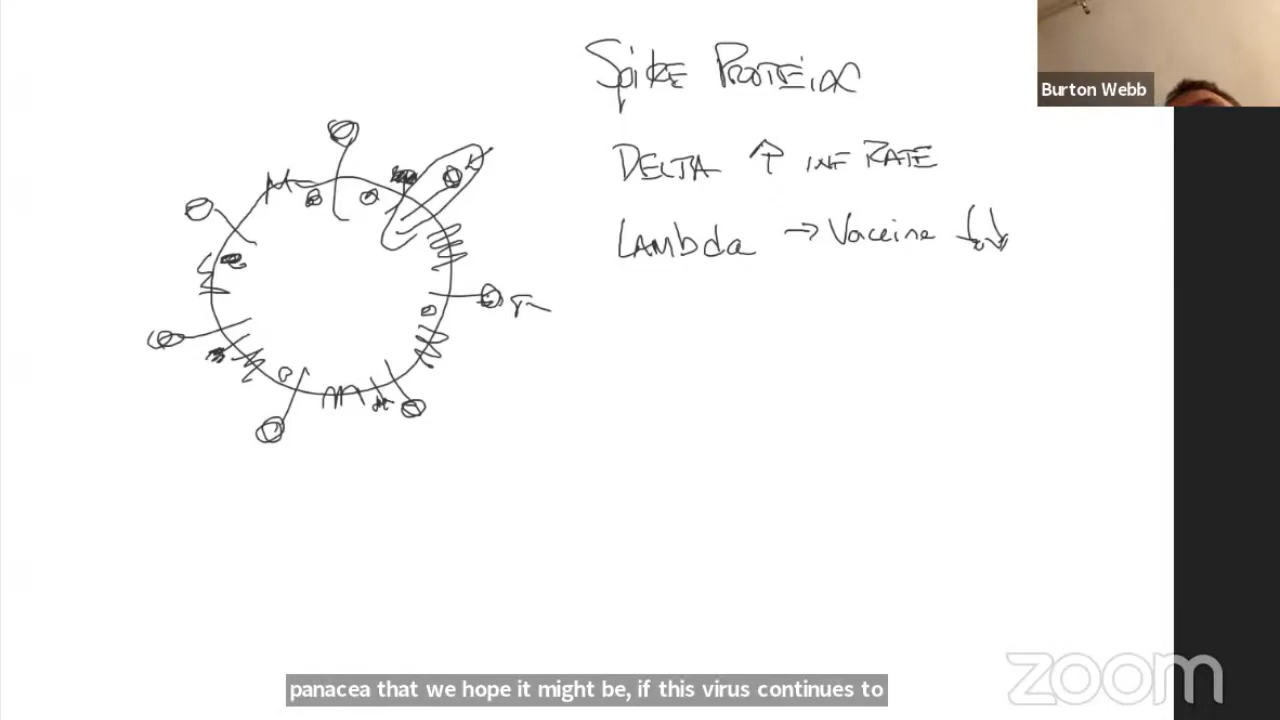 Spike PROTEIN
Burton Webb
DELTA ↑ INF RATE
LAMBDA → Vaccine ↓↓
panacea that we hope it might be, if this virus continues to
zoom